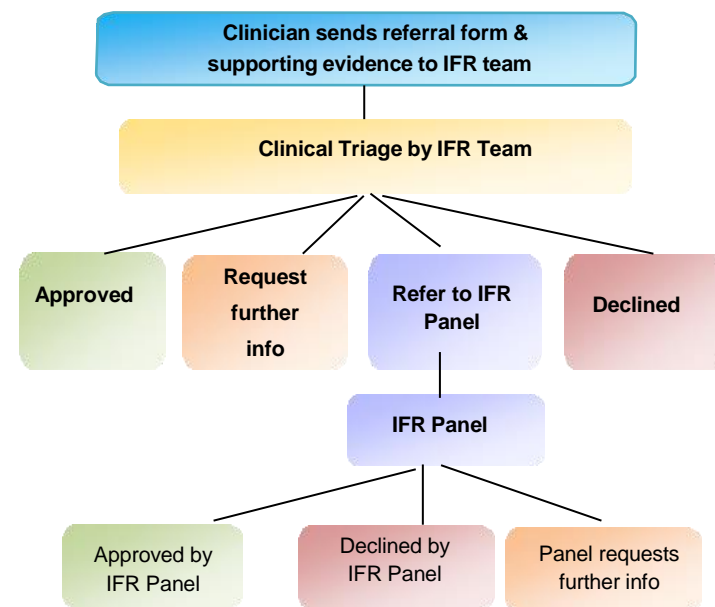 Clinician sends referral form &
supporting evidence to IFR team
Clinical Triage by IFR Team
Approved
Request
further
info
Refer to IFR
Panel
Declined
IFR Panel
Approved by
IFR Panel
Declined by
IFR Panel
Panel requests
further info